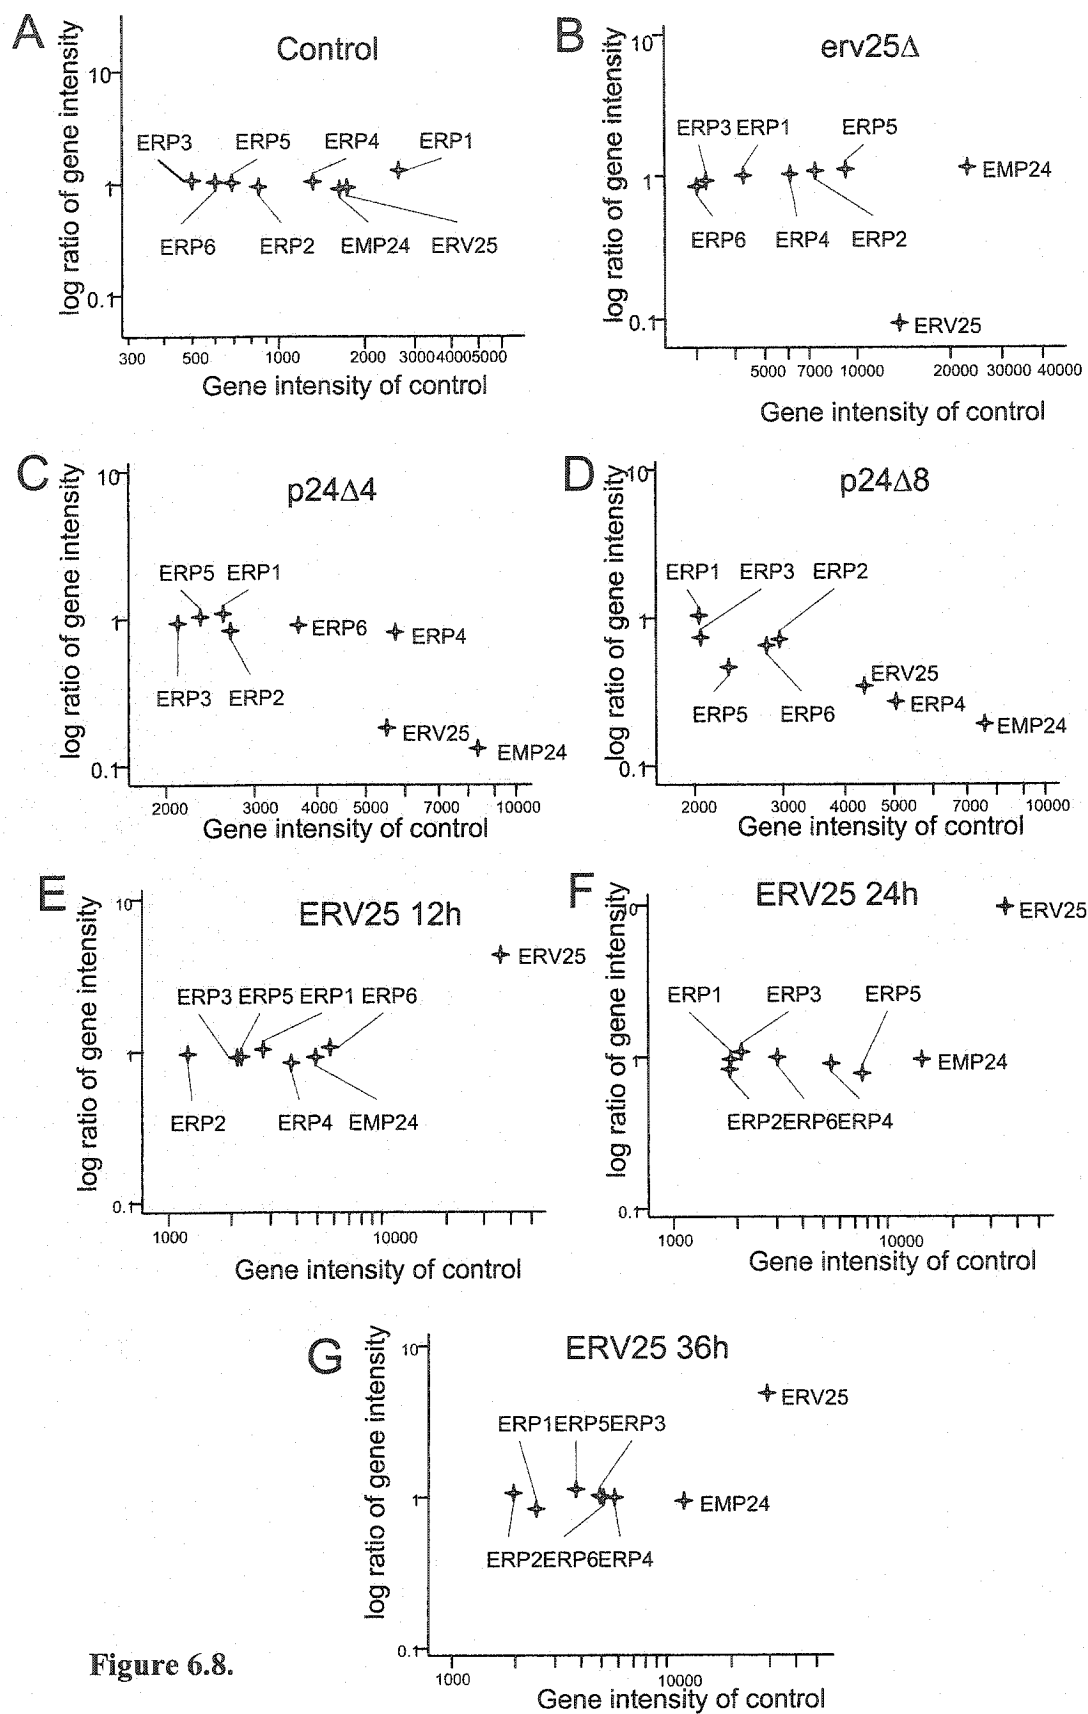 A
Control
log ratio of gene intensity
10
1
0.1
ERP3
ERP5
ERP4
ERP1
ERP6
ERP2
EMP24
ERV25
300 500 1000 2000 3000 4000 5000
Gene intensity of control
B
erv25Δ
log ratio of gene intensity
10
1
0.1
ERP3 ERP1
ERP5
EMP24
ERP6
ERP4
ERP2
ERV25
5000 7000 10000 20000 30000 40000
Gene intensity of control
C
p24Δ4
log ratio of gene intensity
10
1
0.1
ERP5 ERP1
ERP6
ERP4
ERP3
ERP2
ERV25
EMP24
2000 3000 4000 5000 7000 10000
Gene intensity of control
D
p24Δ8
log ratio of gene intensity
10
1
0.1
ERP1
ERP3
ERP2
ERV25
ERP4
ERP5
ERP6
EMP24
2000 3000 4000 5000 7000 10000
Gene intensity of control
E
ERV25 12h
log ratio of gene intensity
10
1
0.1
ERV25
ERP3 ERP5 ERP1 ERP6
ERP2
ERP4
EMP24
1000 10000
Gene intensity of control
F
ERV25 24h
log ratio of gene intensity
10
1
0.1
ERV25
ERP1
ERP3
ERP5
EMP24
ERP2ERP6ERP4
1000 10000
Gene intensity of control
G
ERV25 36h
log ratio of gene intensity
10
1
0.1
ERV25
ERP1ERP5ERP3
EMP24
ERP2ERP6ERP4
1000 10000
Gene intensity of control
Figure 6.8.